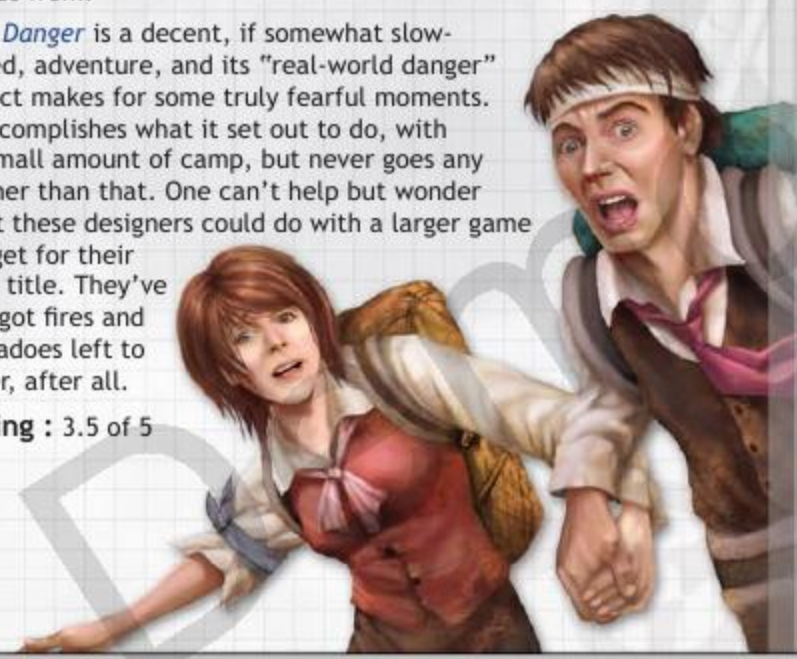 Danger is a decent, if somewhat slow-
ed, adventure, and its “real-world danger”
ct makes for some truly fearful moments.
complishes what it set out to do, with
mall amount of camp, but never goes any
her than that. One can’t help but wonder
t these designers could do with a larger game
get for their
title. They’ve
got fires and
adoes left to
r, after all.
ing : 3.5 of 5